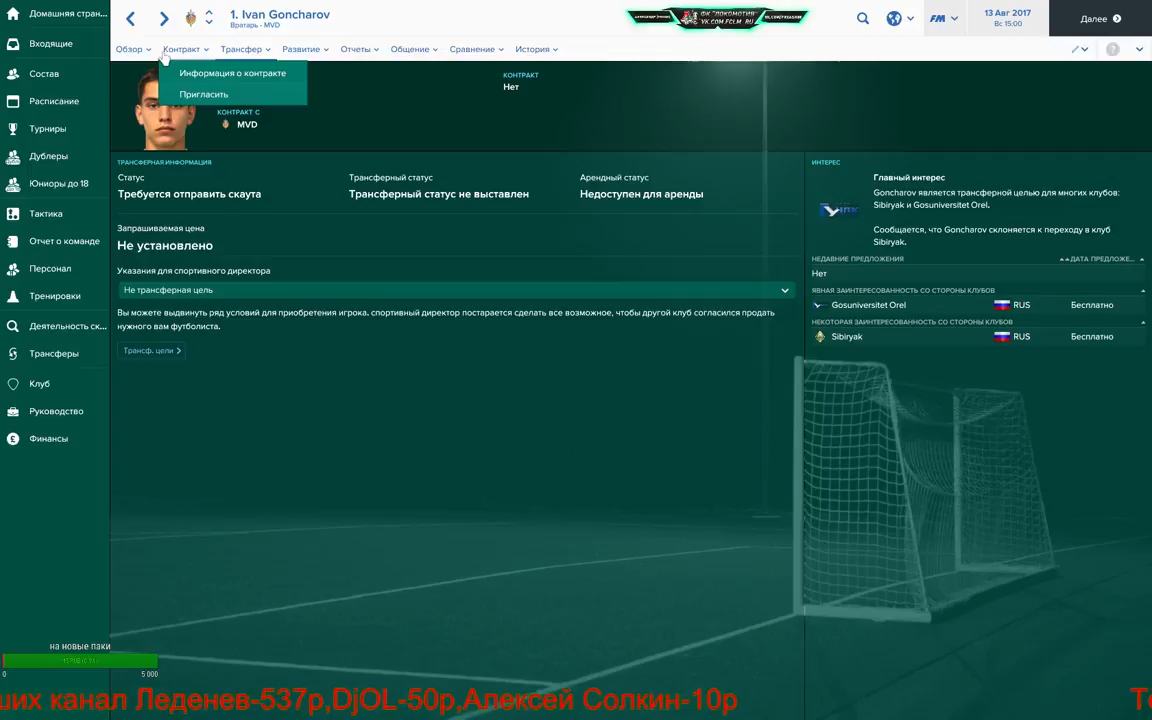 Домашняя стран...
Входящие
Состав
Расписание
Турниры
Дублеры
Юниоры до 18
Тактика
Отчет о команде
Персонал
Тренировки
Деятельность ск...
Трансферы
Клуб
Руководство
Финансы
1. Ivan Goncharov
Вратарь - MVD
ФК "ЛОКОМОТИВ"
VK.COM/FCLM_RU
FM
13 Авг 2017
Вс 15:00
Далее
Обзор
Контракт
Трансфер
Развитие
Отчеты
Общение
Сравнение
История
Информация о контракте
Пригласить
КОНТРАКТ С
MVD
КОНТРАКТ
Нет
ТРАНСФЕРНАЯ ИНФОРМАЦИЯ
Статус
Требуется отправить скаута
Трансферный статус
Трансферный статус не выставлен
Арендный статус
Недоступен для аренды
Запрашиваемая цена
Не установлено
Указания для спортивного директора
Не трансферная цель
Вы можете выдвинуть ряд условий для приобретения игрока, спортивный директор постарается сделать все возможное, чтобы другой клуб согласился продать
нужного вам футболиста.
Трансф. цели
ИНТЕРЕС
Главный интерес
Goncharov является трансферной целью для многих клубов:
Sibiryak и Gosuniversitet Orel.
Сообщается, что Goncharov склоняется к переходу в клуб
Sibiryak.
НЕДАВНИЕ ПРЕДЛОЖЕНИЯ
ДАТА ПРЕДЛОЖЕ...
Нет
ЯВНАЯ ЗАИНТЕРЕСОВАННОСТЬ СО СТОРОНЫ КЛУБОВ
Gosuniversitet Orel RUS Бесплатно
НЕКОТОРАЯ ЗАИНТЕРЕСОВАННОСТЬ СО СТОРОНЫ КЛУБОВ
Sibiryak RUS Бесплатно
на новые паки
0 5 000
ших канал Леденев-537р,DjOL-50р,Алексей Солкин-10р